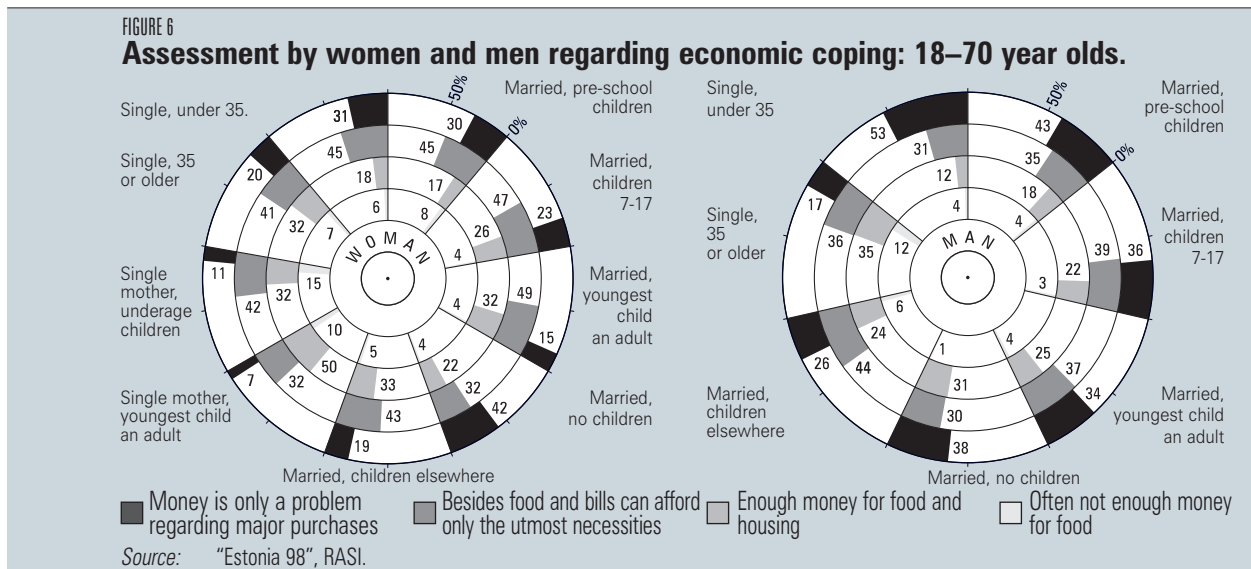 FIGURE 6
Assessment by women and men regarding economic coping: 18–70 year olds.
Single, under 35.
Single, 35
or older
Single
mother,
underage
children
Single mother,
youngest child
an adult
Married, children elsewhere
Married, pre-school
children
Married,
children
7-17
Married,
youngest
child
an adult
Married,
no children
50%
0%
WOMAN
31
45
18
6
30
45
17
8
23
47
26
4
15
49
32
4
42
32
22
4
19
43
33
5
7
32
50
10
11
42
32
15
20
41
32
7
Single,
under 35
Single,
35
or older
Married,
children
elsewhere
Married, no children
Married,
pre-school
children
Married,
children
7-17
Married,
youngest child
an adult
50%
0%
MAN
53
31
12
4
43
35
18
4
36
39
22
3
34
37
25
4
38
30
31
1
26
44
24
6
17
36
35
12
Money is only a problem
regarding major purchases
Besides food and bills can afford
only the utmost necessities
Enough money for food and
housing
Often not enough money
for food
Source: "Estonia 98", RASI.